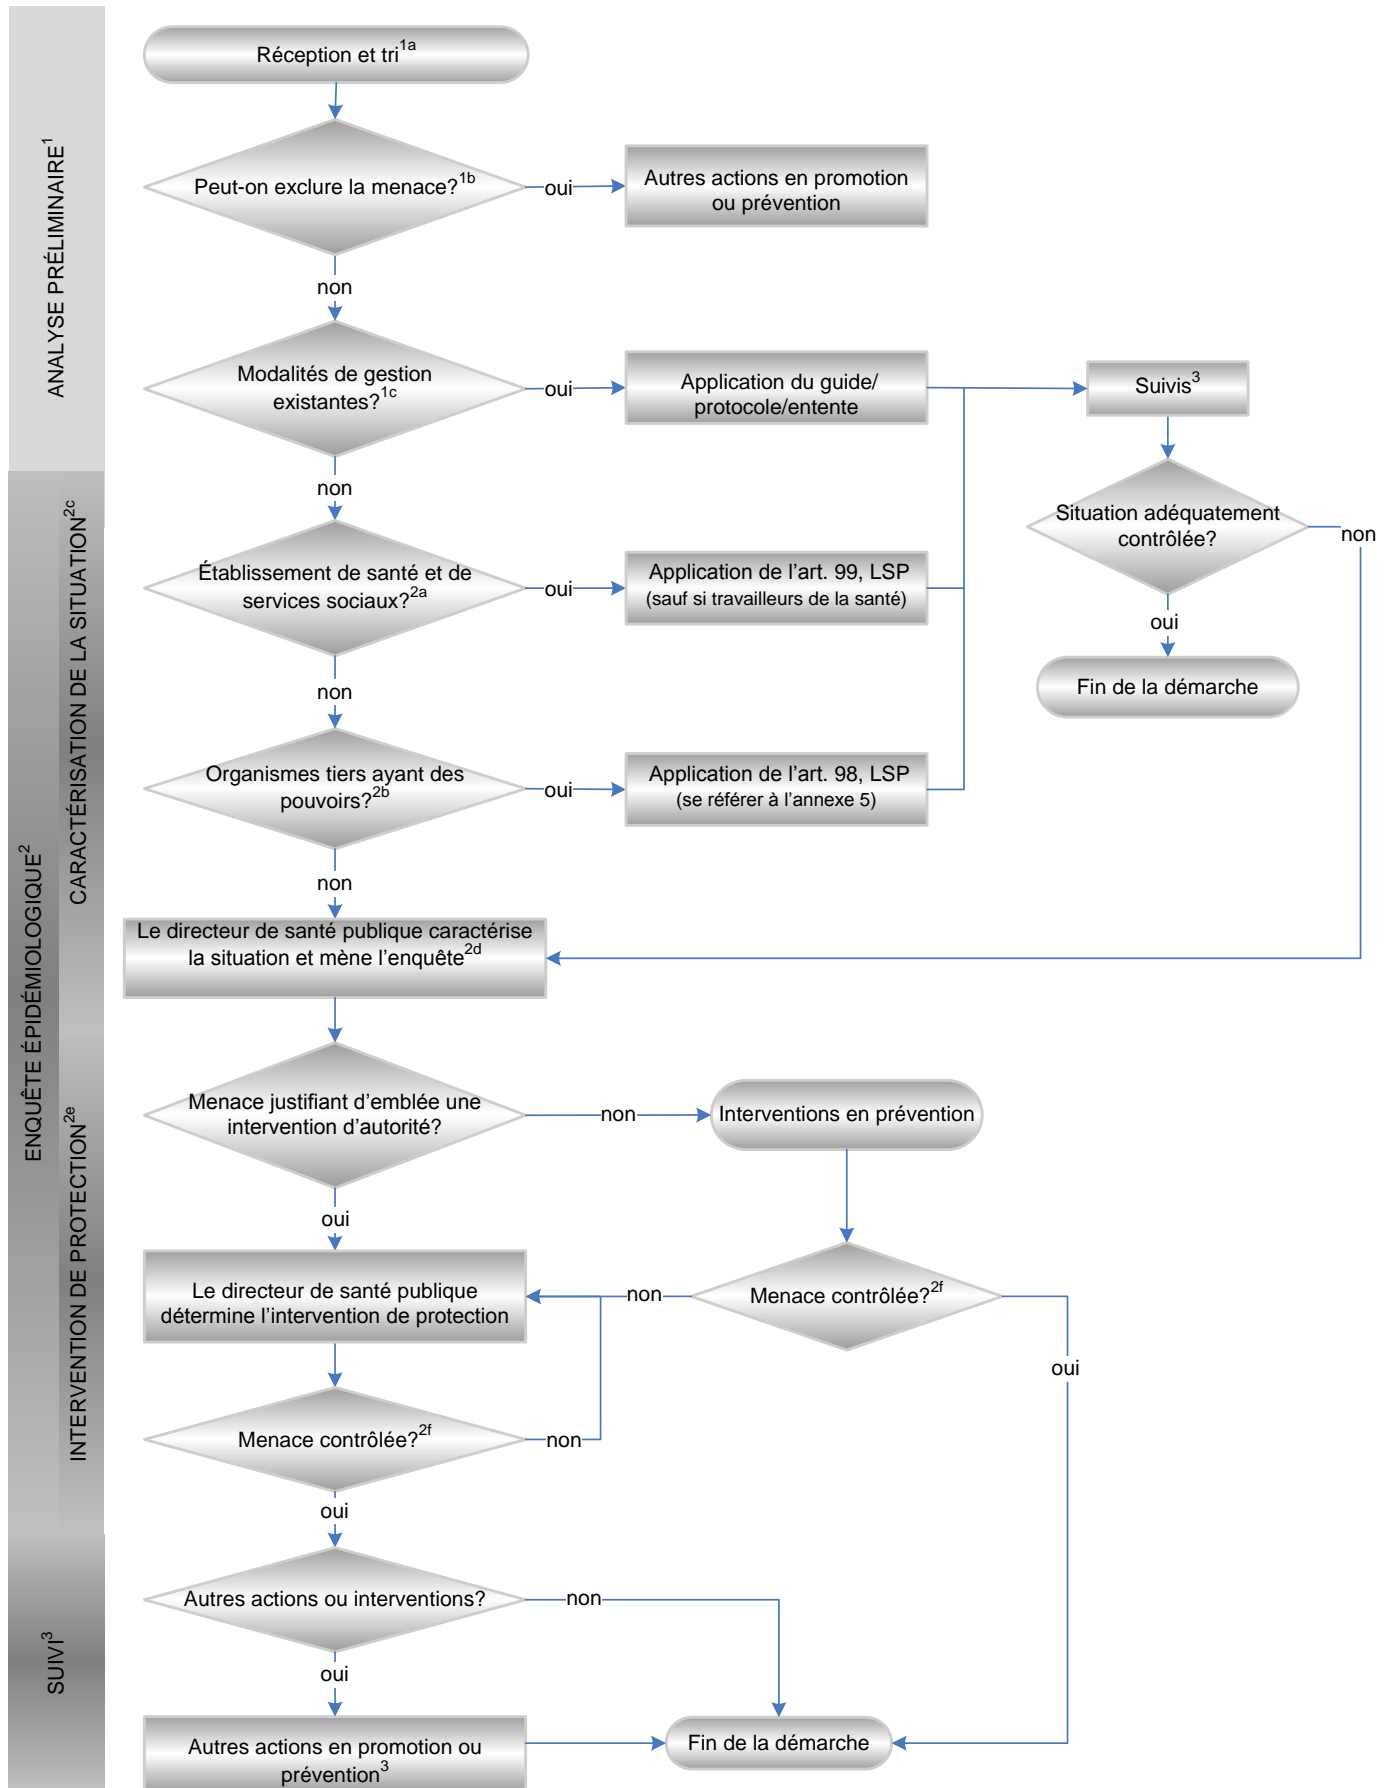 Réception et tri1a
Peut-on exclure la menace?1b
oui
Autres actions en promotion
ou prévention
non
ANALYSE PRÉLIMINAIRE1
Modalités de gestion
existantes?1c
oui
Application du guide/
protocole/entente
Suivis3
non
Situation adéquatement
contrôlée?
non
oui
Fin de la démarche
ENQUÊTE ÉPIDÉMIOLOGIQUE2
CARACTÉRISATION DE LA SITUATION2c
Établissement de santé et de
services sociaux?2a
oui
Application de l’art. 99, LSP
(sauf si travailleurs de la santé)
non
Organismes tiers ayant des
pouvoirs?2b
oui
Application de l’art. 98, LSP
(se référer à l’annexe 5)
non
Le directeur de santé publique caractérise
la situation et mène l’enquête2d
INTERVENTION DE PROTECTION2e
Menace justifiant d’emblée une
intervention d’autorité?
non
Interventions en prévention
oui
Le directeur de santé publique
détermine l’intervention de protection
non
Menace contrôlée?2f
oui
Menace contrôlée?2f
non
oui
SUIVI3
Autres actions ou interventions?
non
oui
Autres actions en promotion ou
prévention3
Fin de la démarche